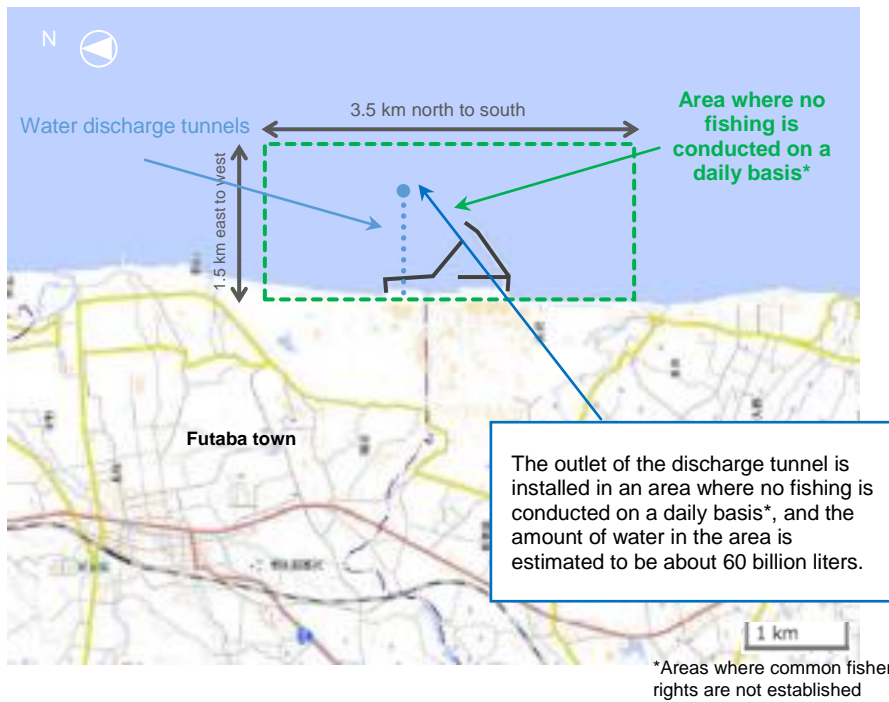 N
3.5 km north to south
Area where no
fishing is
conducted on a
daily basis*
Water discharge tunnels
1.5 km east to west
Futaba town
The outlet of the discharge tunnel is
installed in an area where no fishing is
conducted on a daily basis*, and the
amount of water in the area is
estimated to be about 60 billion liters.
1 km
*Areas where common fisher
rights are not established